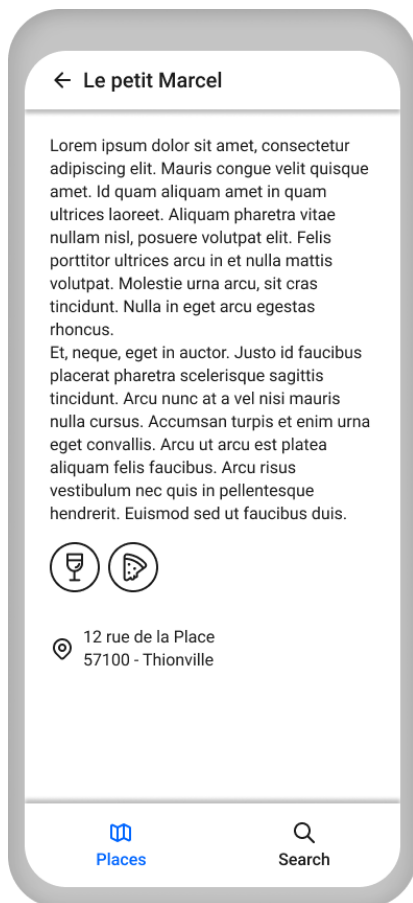 Le petit Marcel
Lorem ipsum dolor sit amet, consectetur
adipiscing elit. Mauris congue velit quisque
amet. Id quam aliquam amet in quam
ultrices laoreet. Aliquam pharetra vitae
nullam nisl, posuere volutpat elit. Felis
porttitor ultrices arcu in et nulla mattis
volutpat. Molestie urna arcu, sit cras
tincidunt. Nulla in eget arcu egestas
rhoncus.
Et, neque, eget in auctor. Justo id faucibus
placerat pharetra scelerisque sagittis
tincidunt. Arcu nunc at a vel nisi mauris
nulla cursus. Accumsan turpis et enim urna
eget convallis. Arcu ut arcu est platea
aliquam felis faucibus. Arcu risus
vestibulum nec quis in pellentesque
hendrerit. Euismod sed ut faucibus duis.
12 rue de la Place
57100 - Thionville
Places
Search